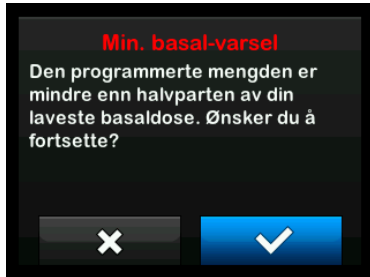 Min. basal-varsel
Den programmerte mengden er
mindre enn halvparten av din
laveste basaldose. Ønsker du å
fortsette?